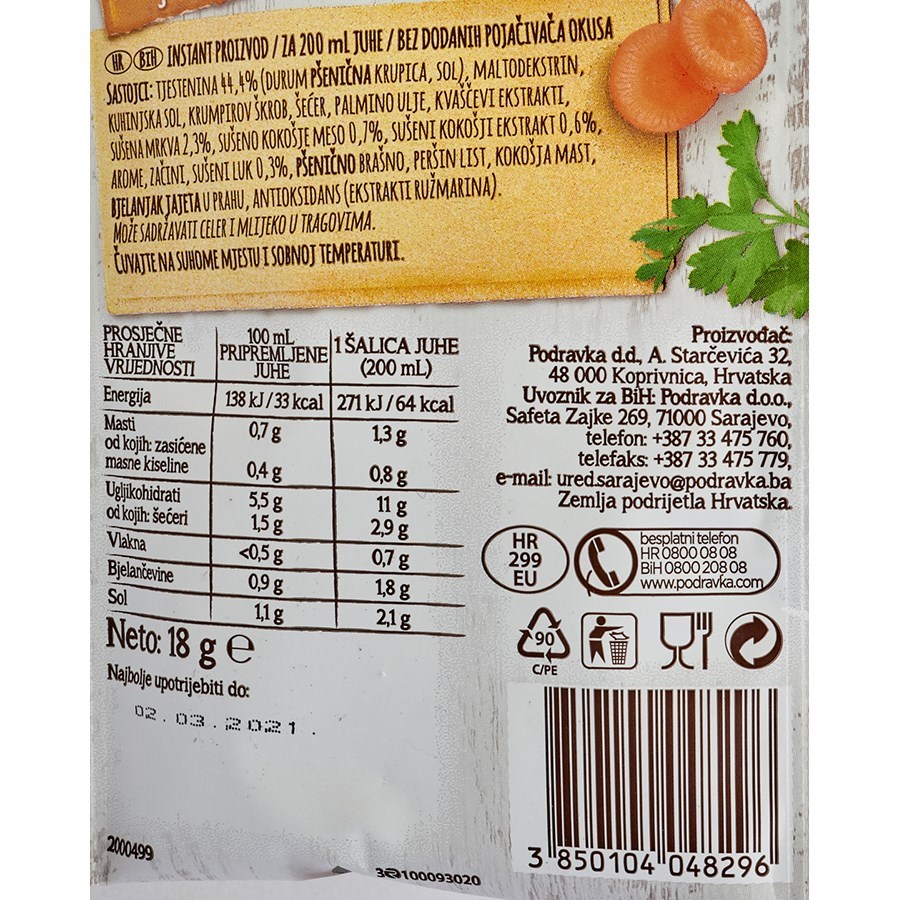 HR BIH INSTANT PROIZVOD / ZA 200 mL JUHE / BEZ DODANIH POJAČIVAČA OKUSA
SASTOJCI: TJESTENINA 44,4% (DURUM PŠENIČNA KRUPICA, SOL), MALTODEKSTRIN,
KUHINJSKA SOL, KRUMPIROV ŠKROB, ŠEĆER, PALMINO ULJE, KVAŠČEVI EKSTRAKTI,
SUŠENA MRKVA 2,3%, SUŠENO KOKOŠJE MESO 0,7%, SUŠENI KOKOŠJI EKSTRAKT 0,6%,
AROME, ZAČINI, SUŠENI LUK 0,3%, PŠENIČNO BRAŠNO, PERŠIN LIST, KOKOŠJA MAST,
BJELANJAK JAJETA U PRAHU, ANTIOKSIDANS (EKSTRAKTI RUŽMARINA).
MOŽE SADRŽAVATI CELER I MLIJEKO U TRAGOVIMA.
ČUVAJTE NA SUHOME MJESTU I SOBNOJ TEMPERATURI.
PROSJEČNE HRANJIVE VRIJEDNOSTI 100 mL PRIPREMLJENE JUHE 1 ŠALICA JUHE (200 mL)
Energija 138 kJ/33 kcal 271 kJ/64 kcal
Masti 0,7 g 1,3 g
od kojih: zasićene
masne kiseline 0,4 g 0,8 g
Ugljikohidrati 5,5 g 11 g
od kojih: šećeri 1,5 g 2,9 g
Vlakna <0,5 g 0,7 g
Bjelančevine 0,9 g 1,8 g
Sol 1,1 g 2,1 g
Neto: 18 g e
Najbolje upotrijebiti do:
02.03.2021.
2000499
3 100093020
Proizvođač:
Podravka d.d., A. Starčevića 32,
48 000 Koprivnica, Hrvatska
Uvoznik za BiH: Podravka d.o.o.,
Safeta Zajke 269, 71000 Sarajevo,
telefon: +387 33 475 760,
telefaks: +387 33 475 779,
e-mail: ured.sarajevo@podravka.ba
Zemlja podrijetla Hrvatska.
HR
299
EU
besplatni telefon
HR 0800 08 08
BiH 0800 208 08
www.podravka.com
90
C/PE
3 850104 048296